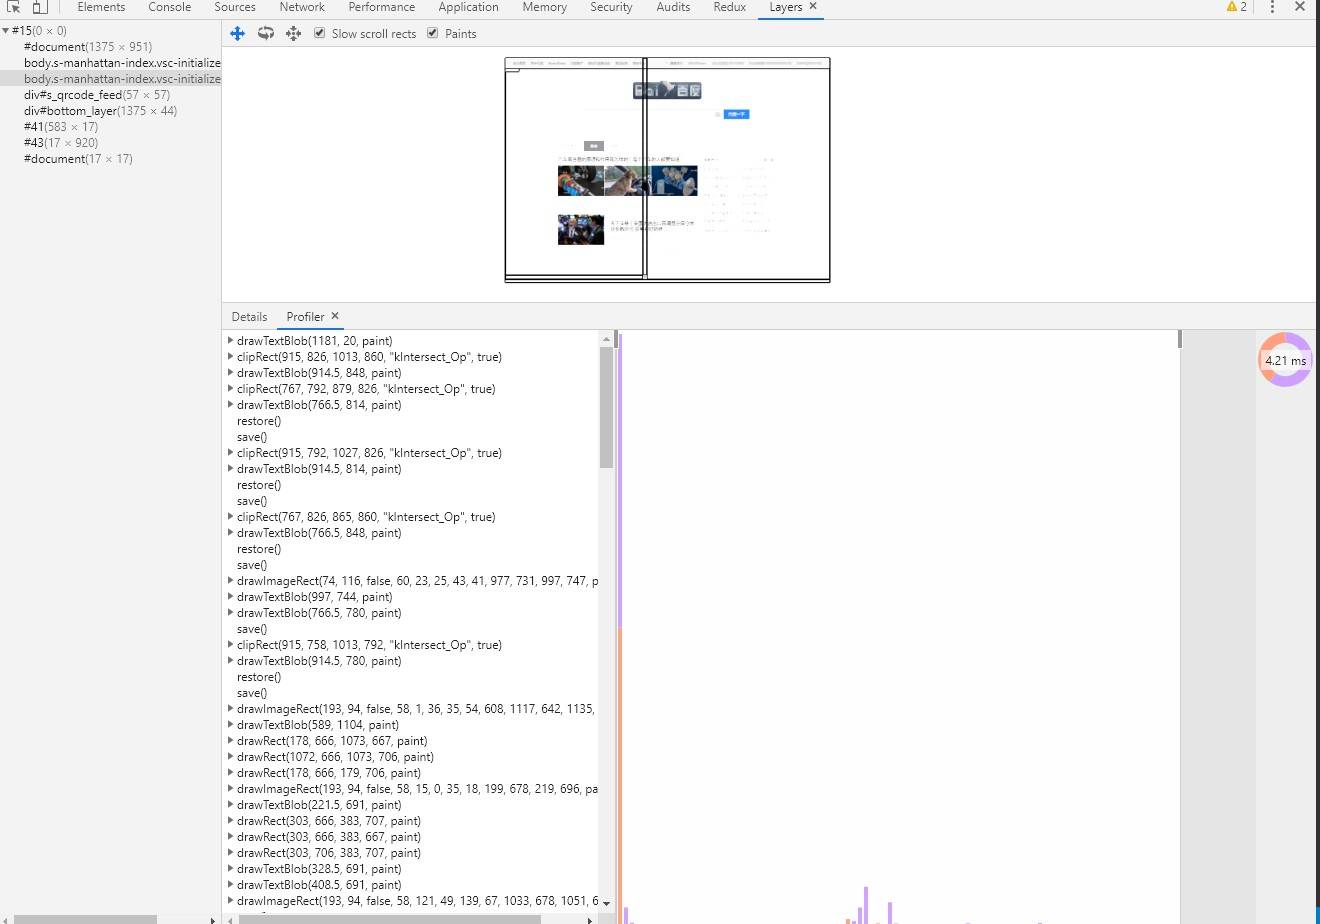 Elements Console Sources Network Performance Application Memory Security Audits Redux Layers × 2
#15(0 × 0)
#document(1375 × 951)
body.s-manhattan-index.vsc-initialize
body.s-manhattan-index.vsc-initialize
div#s_qrcode_feed(57 × 57)
div#bottom_layer(1375 × 44)
#41(583 × 17)
#43(17 × 920)
#document(17 × 17)
Slow scroll rects Paints
百度
Details Profiler ×
drawTextBlob(1181, 20, paint)
clipRect(915, 826, 1013, 860, "kIntersect_Op", true)
drawTextBlob(914.5, 848, paint)
clipRect(767, 792, 879, 826, "kIntersect_Op", true)
drawTextBlob(766.5, 814, paint)
restore()
save()
clipRect(915, 792, 1027, 826, "kIntersect_Op", true)
drawTextBlob(914.5, 814, paint)
restore()
save()
clipRect(767, 826, 865, 860, "kIntersect_Op", true)
drawTextBlob(766.5, 848, paint)
restore()
save()
drawImageRect(74, 116, false, 60, 23, 25, 43, 41, 977, 731, 997, 747, p
drawTextBlob(997, 744, paint)
drawTextBlob(766.5, 780, paint)
save()
clipRect(915, 758, 1013, 792, "kIntersect_Op", true)
drawTextBlob(914.5, 780, paint)
restore()
save()
drawImageRect(193, 94, false, 58, 1, 36, 35, 54, 608, 1117, 642, 1135,
drawTextBlob(589, 1104, paint)
drawRect(178, 666, 1073, 667, paint)
drawRect(1072, 666, 1073, 706, paint)
drawRect(178, 666, 179, 706, paint)
drawImageRect(193, 94, false, 58, 15, 0, 35, 18, 199, 678, 219, 696, pa
drawTextBlob(221.5, 691, paint)
drawRect(303, 666, 383, 707, paint)
drawRect(303, 666, 383, 667, paint)
drawRect(303, 706, 383, 707, paint)
drawTextBlob(328.5, 691, paint)
drawTextBlob(408.5, 691, paint)
drawImageRect(193, 94, false, 58, 121, 49, 139, 67, 1033, 678, 1051, 6
4.21 ms